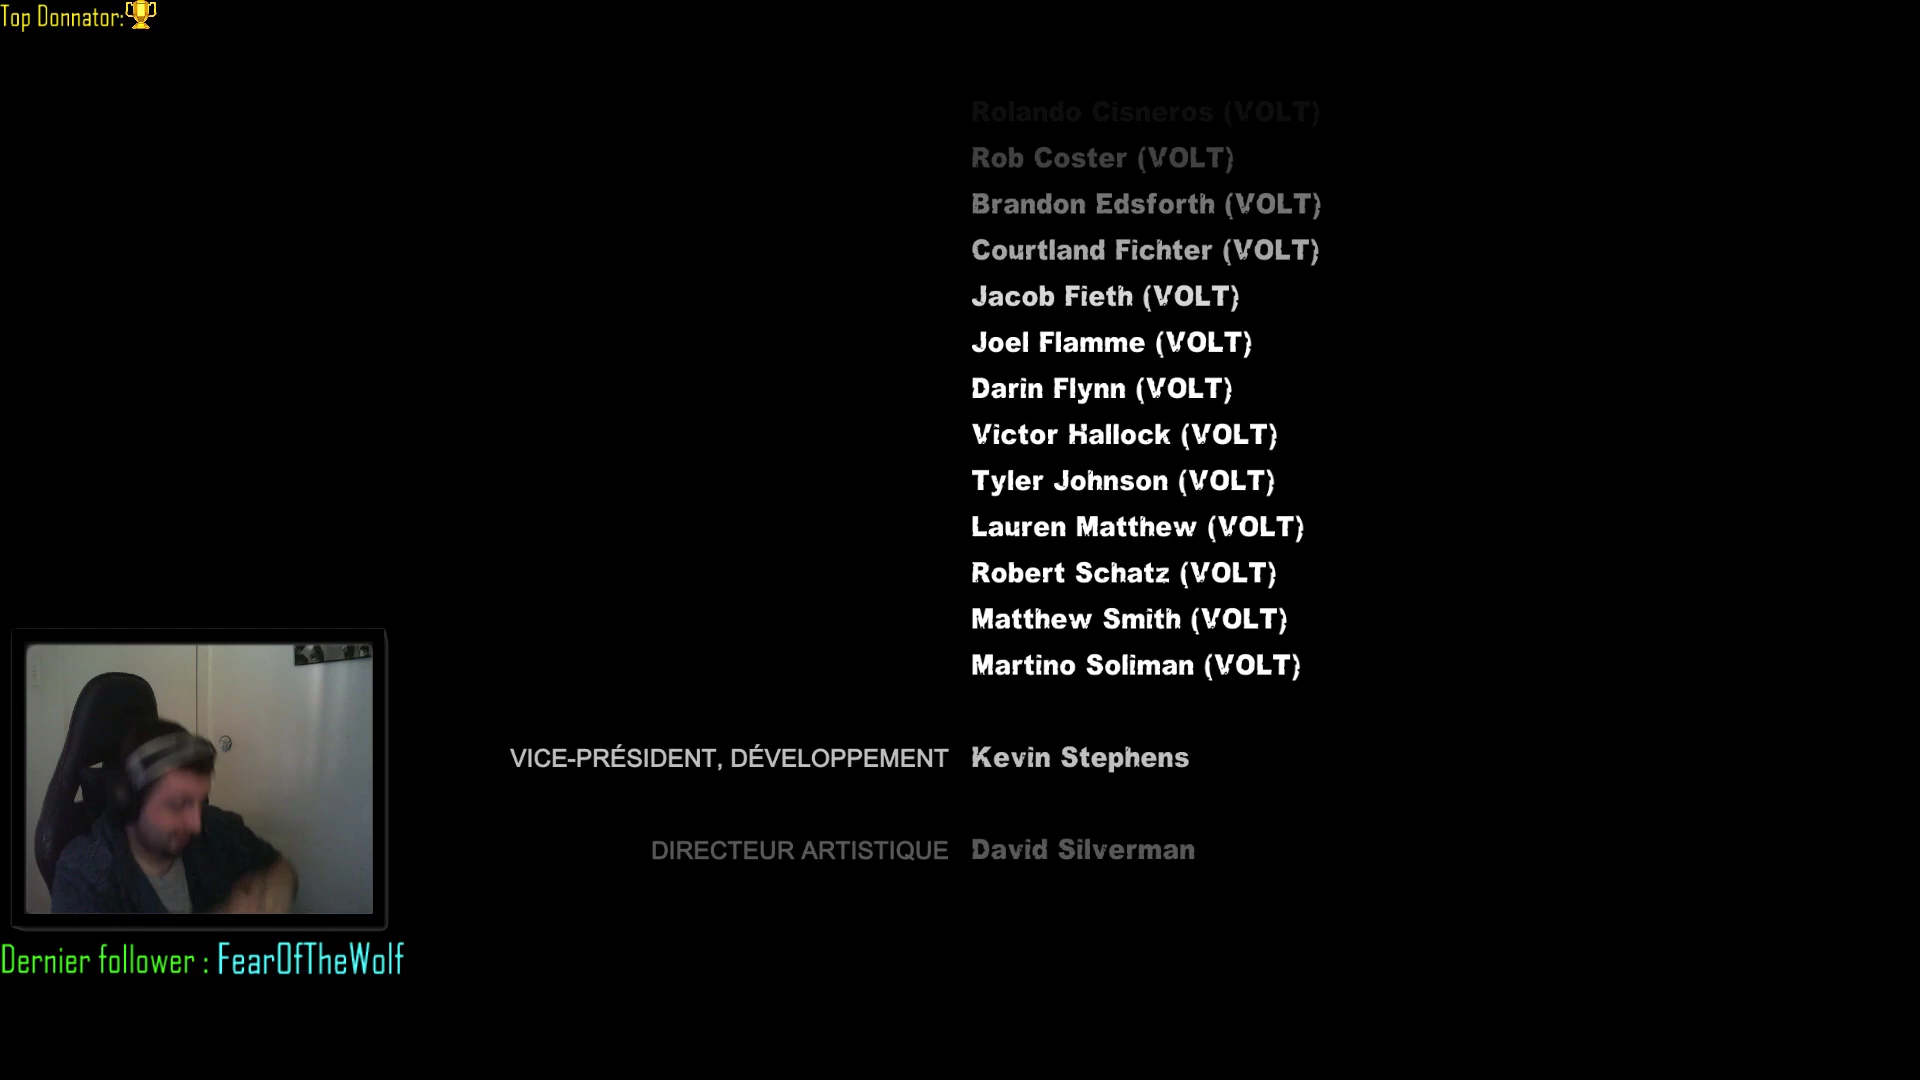 Top Donnator:
Rolando Cisneros (VOLT)
Rob Coster (VOLT)
Brandon Edsforth (VOLT)
Courtland Fichter (VOLT)
Jacob Fieth (VOLT)
Joel Flamme (VOLT)
Darin Flynn (VOLT)
Victor Hallock (VOLT)
Tyler Johnson (VOLT)
Lauren Matthew (VOLT)
Robert Schatz (VOLT)
Matthew Smith (VOLT)
Martino Soliman (VOLT)
VICE-PRÉSIDENT, DÉVELOPPEMENT Kevin Stephens
DIRECTEUR ARTISTIQUE David Silverman
Dernier follower : FearOfTheWolf